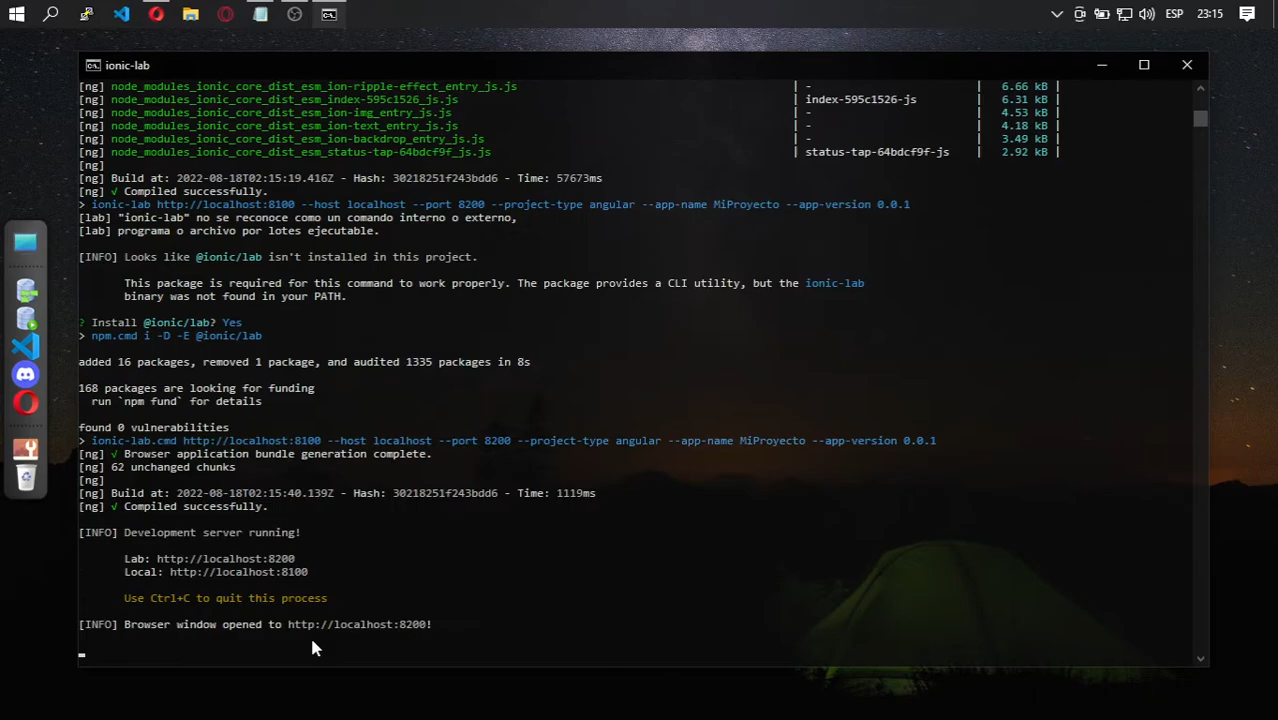 ESP 23:15
ionic-lab
[ng] node_modules_ionic_core_dist_esm_ion-ripple-effect_entry_js.js | - | 6.66 kB |
[ng] node_modules_ionic_core_dist_esm_index-595c1526_js.js | index-595c1526-js | 6.31 kB |
[ng] node_modules_ionic_core_dist_esm_ion-img_entry_js.js | - | 4.53 kB |
[ng] node_modules_ionic_core_dist_esm_ion-text_entry_js.js | - | 4.18 kB |
[ng] node_modules_ionic_core_dist_esm_ion-backdrop_entry_js.js | - | 3.49 kB |
[ng] node_modules_ionic_core_dist_esm_status-tap-64bdcf9f_js.js | status-tap-64bdcf9f-js | 2.92 kB |
[ng]
[ng] Build at: 2022-08-18T02:15:19.416Z - Hash: 30218251f243bdd6 - Time: 57673ms
[ng] √ Compiled successfully.
> ionic-lab http://localhost:8100 --host localhost --port 8200 --project-type angular --app-name MiProyecto --app-version 0.0.1
[lab] "ionic-lab" no se reconoce como un comando interno o externo,
[lab] programa o archivo por lotes ejecutable.
[INFO] Looks like @ionic/lab isn't installed in this project.
This package is required for this command to work properly. The package provides a CLI utility, but the ionic-lab
binary was not found in your PATH.
? Install @ionic/lab? Yes
> npm.cmd i -D -E @ionic/lab
added 16 packages, removed 1 package, and audited 1335 packages in 8s
168 packages are looking for funding
run `npm fund` for details
found 0 vulnerabilities
> ionic-lab.cmd http://localhost:8100 --host localhost --port 8200 --project-type angular --app-name MiProyecto --app-version 0.0.1
[ng] √ Browser application bundle generation complete.
[ng] 62 unchanged chunks
[ng]
[ng] Build at: 2022-08-18T02:15:40.139Z - Hash: 30218251f243bdd6 - Time: 1119ms
[ng] √ Compiled successfully.
[INFO] Development server running!
Lab: http://localhost:8200
Local: http://localhost:8100
Use Ctrl+C to quit this process
[INFO] Browser window opened to http://localhost:8200!